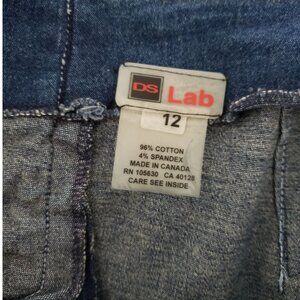 DS Lab
12
96% COTTON
4% SPANDEX
MADE IN CANADA
RN 105630 CA 40128
CARE SEE INSIDE